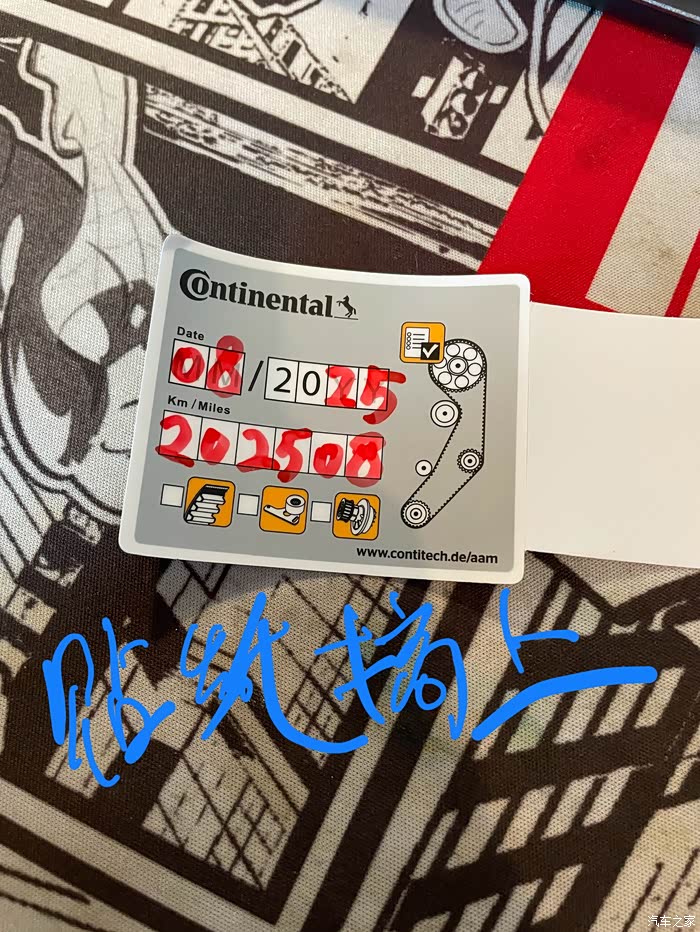 Continental
Date
08/2025
Km/Miles
202508
www.contitech.de/aam
贴纸搞上
汽车之家